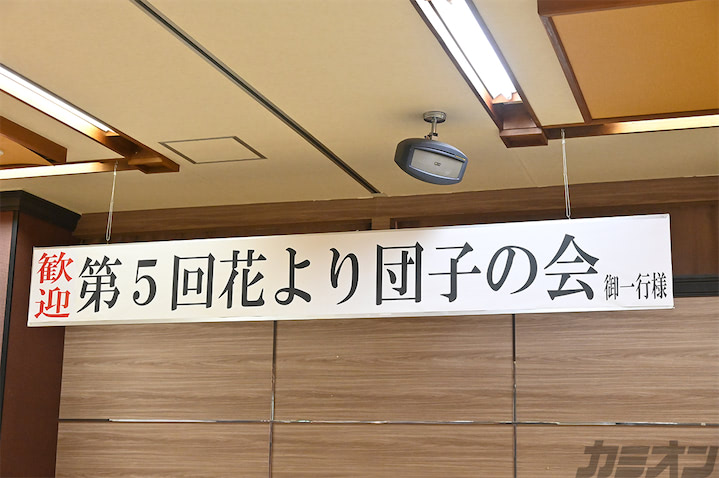 歓迎 第5回花より団子の会 御一行様
カミオン